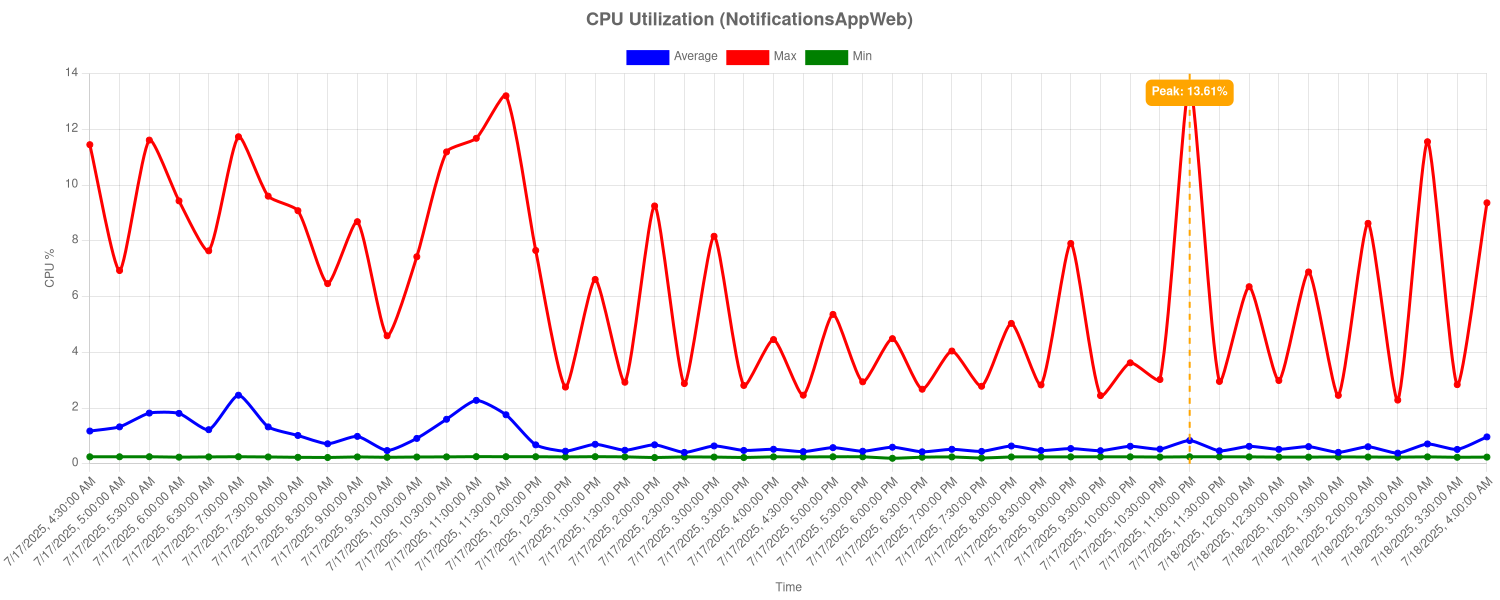 CPU Utilization (NotificationsAppWeb)
Average Max Min
Peak: 13.61%
14
12
10
8
6
4
2
0
CPU %
7/17/2025, 4:30:00 AM
7/17/2025, 5:00:00 AM
7/17/2025, 5:30:00 AM
7/17/2025, 6:00:00 AM
7/17/2025, 6:30:00 AM
7/17/2025, 7:00:00 AM
7/17/2025, 7:30:00 AM
7/17/2025, 8:00:00 AM
7/17/2025, 8:30:00 AM
7/17/2025, 9:00:00 AM
7/17/2025, 9:30:00 AM
7/17/2025, 10:00:00 AM
7/17/2025, 10:30:00 AM
7/17/2025, 11:00:00 AM
7/17/2025, 11:30:00 AM
7/17/2025, 12:00:00 PM
7/17/2025, 12:30:00 PM
7/17/2025, 1:00:00 PM
7/17/2025, 1:30:00 PM
7/17/2025, 2:00:00 PM
7/17/2025, 2:30:00 PM
7/17/2025, 3:00:00 PM
7/17/2025, 3:30:00 PM
7/17/2025, 4:00:00 PM
7/17/2025, 4:30:00 PM
7/17/2025, 5:00:00 PM
7/17/2025, 5:30:00 PM
7/17/2025, 6:00:00 PM
7/17/2025, 6:30:00 PM
7/17/2025, 7:00:00 PM
7/17/2025, 7:30:00 PM
7/17/2025, 8:00:00 PM
7/17/2025, 8:30:00 PM
7/17/2025, 9:00:00 PM
7/17/2025, 9:30:00 PM
7/17/2025, 10:00:00 PM
7/17/2025, 10:30:00 PM
7/17/2025, 11:00:00 PM
7/17/2025, 11:30:00 PM
7/18/2025, 12:00:00 AM
7/18/2025, 12:30:00 AM
7/18/2025, 1:00:00 AM
7/18/2025, 1:30:00 AM
7/18/2025, 2:00:00 AM
7/18/2025, 2:30:00 AM
7/18/2025, 3:00:00 AM
7/18/2025, 3:30:00 AM
7/18/2025, 4:00:00 AM
Time